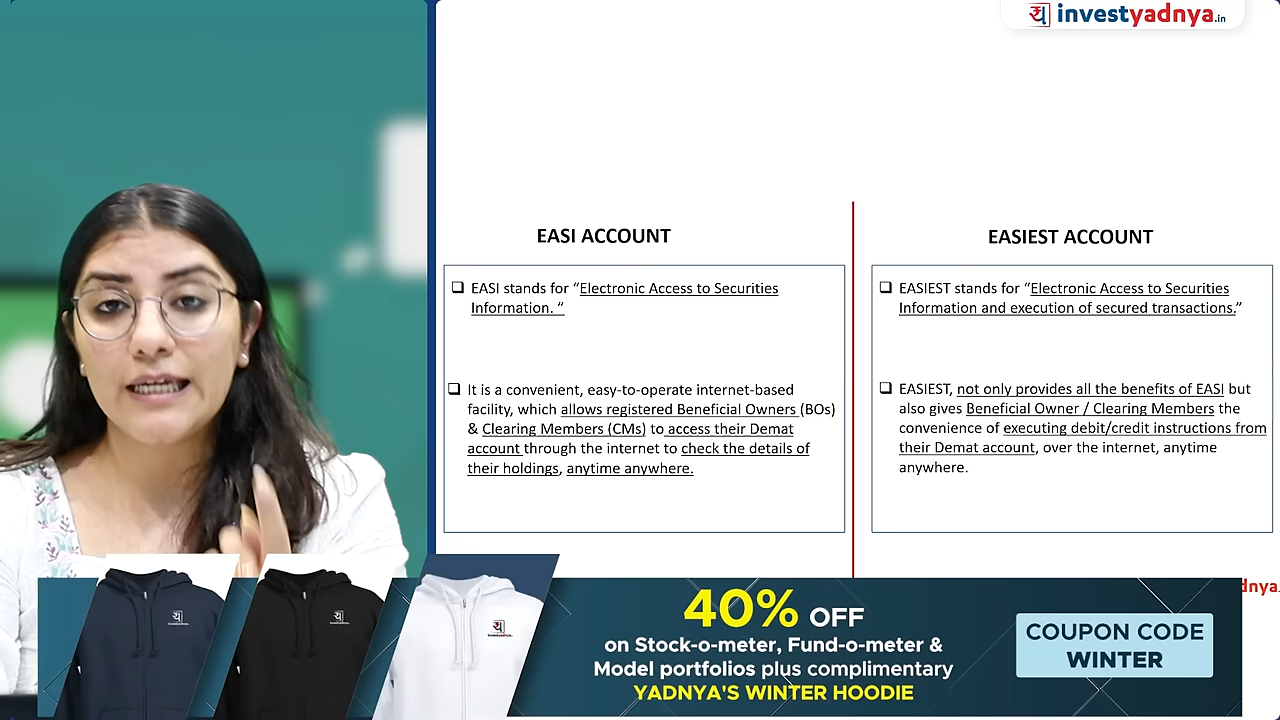 investyadnya.in
EASI ACCOUNT
❑ EASI stands for “Electronic Access to Securities
Information. ”
❑ It is a convenient, easy-to-operate internet-based
facility, which allows registered Beneficial Owners (BOs)
& Clearing Members (CMs) to access their Demat
account through the internet to check the details of
their holdings, anytime anywhere.
EASIEST ACCOUNT
❑ EASIEST stands for “Electronic Access to Securities
Information and execution of secured transactions.”
❑ EASIEST, not only provides all the benefits of EASI but
also gives Beneficial Owner / Clearing Members the
convenience of executing debit/credit instructions from
their Demat account, over the internet, anytime
anywhere.
40% OFF
on Stock-o-meter, Fund-o-meter &
Model portfolios plus complimentary
YADNYA'S WINTER HOODIE
COUPON CODE
WINTER